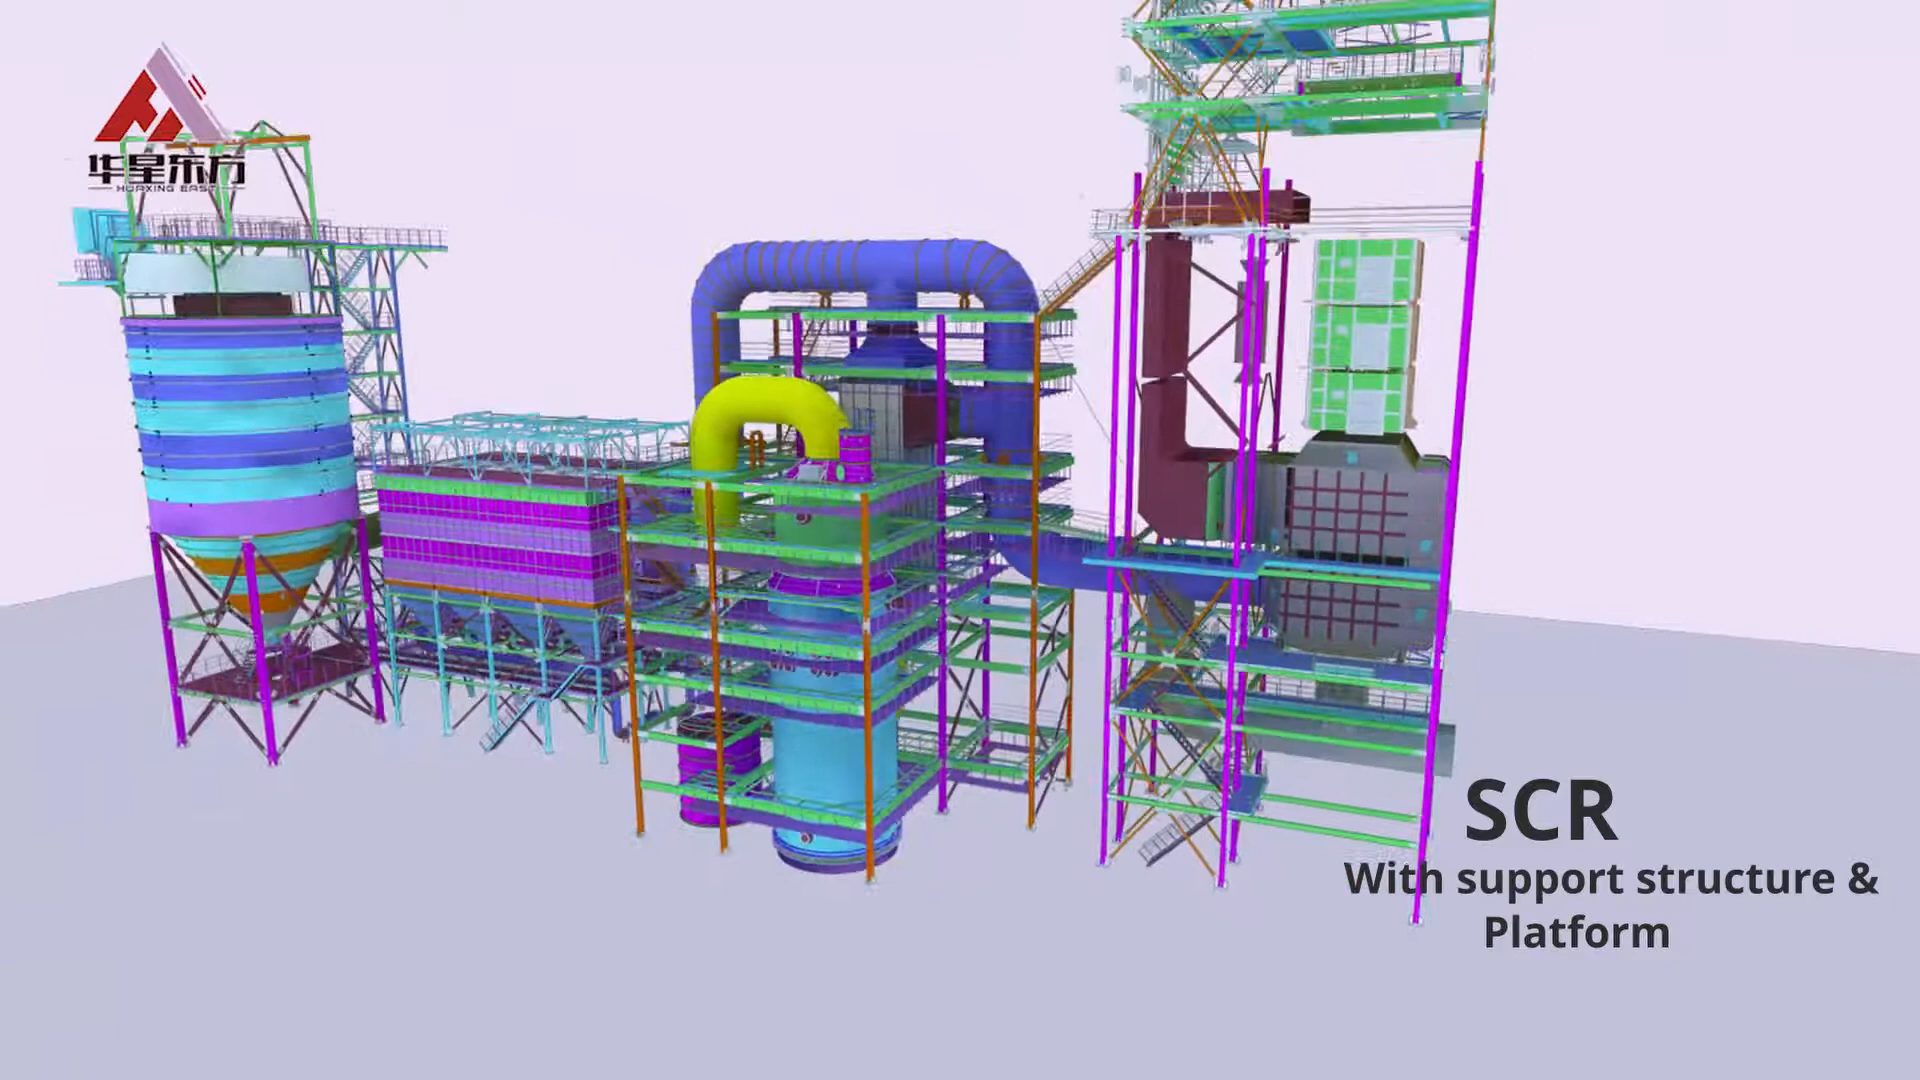 华星东方
HUAXING EAST
SCR
With support structure &
Platform